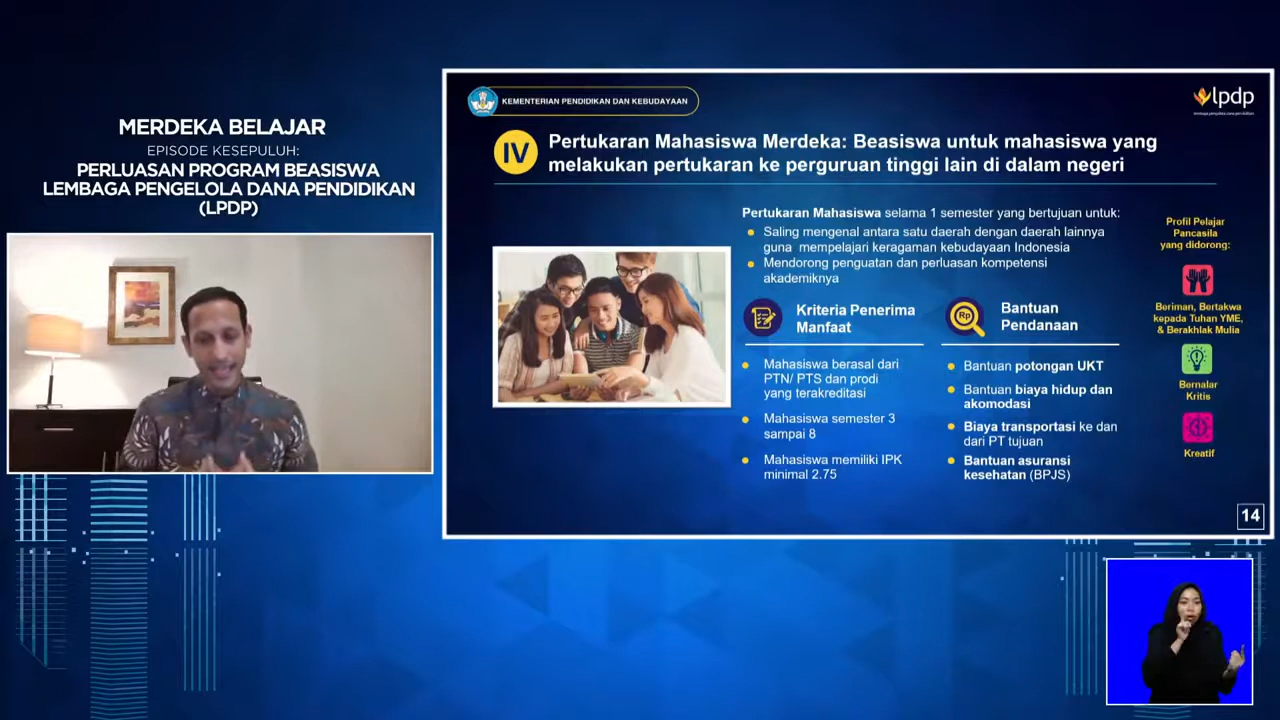 MERDEKA BELAJAR
EPISODE KESEPULUH:
PERLUASAN PROGRAM BEASISWA
LEMBAGA PENGELOLA DANA PENDIDIKAN
(LPDP)
KEMENTERIAN PENDIDIKAN DAN KEBUDAYAAN
lpdp
lembaga pengelola dana pendidikan
IV
Pertukaran Mahasiswa Merdeka: Beasiswa untuk mahasiswa yang
melakukan pertukaran ke perguruan tinggi lain di dalam negeri
Pertukaran Mahasiswa selama 1 semester yang bertujuan untuk:
Saling mengenal antara satu daerah dengan daerah lainnya
guna mempelajari keragaman kebudayaan Indonesia
Mendorong penguatan dan perluasan kompetensi
akademiknya
Kriteria Penerima
Manfaat
Mahasiswa berasal dari
PTN/ PTS dan prodi
yang terakreditasi
Mahasiswa semester 3
sampai 8
Mahasiswa memiliki IPK
minimal 2.75
Rp
Bantuan
Pendanaan
Bantuan potongan UKT
Bantuan biaya hidup dan
akomodasi
Biaya transportasi ke dan
dari PT tujuan
Bantuan asuransi
kesehatan (BPJS)
Profil Pelajar
Pancasila
yang didorong:
Beriman, Bertakwa
kepada Tuhan YME,
& Berakhlak Mulia
Bernalar
Kritis
Kreatif
14